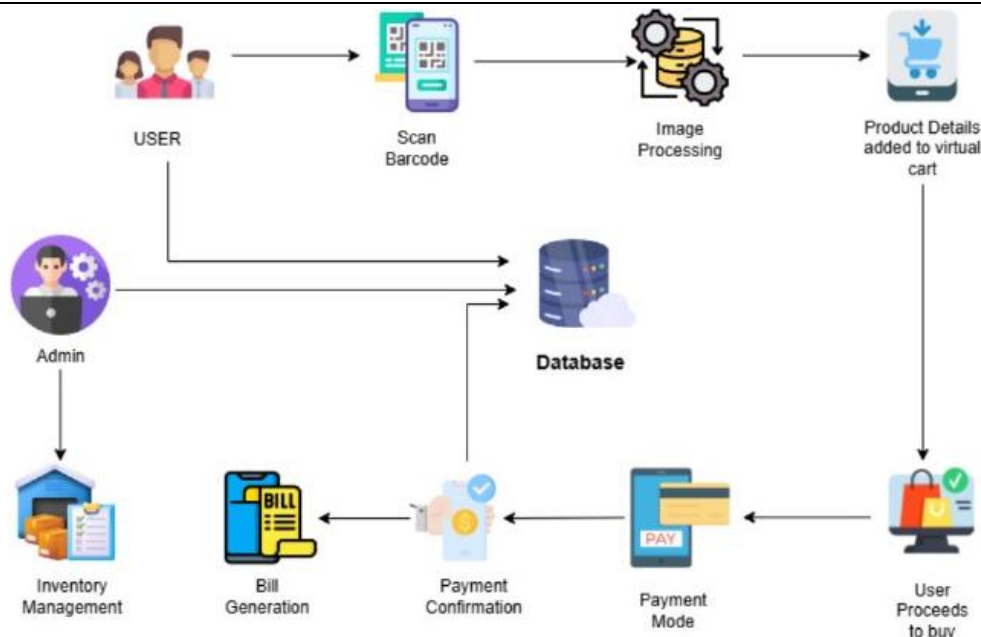 USER
Scan
Barcode
Image
Processing
Product Details
added to virtual
cart
Admin
Database
Inventory
Management
BILL
Bill
Generation
Payment
Confirmation
PAY
Payment
Mode
User
Proceeds
to buy